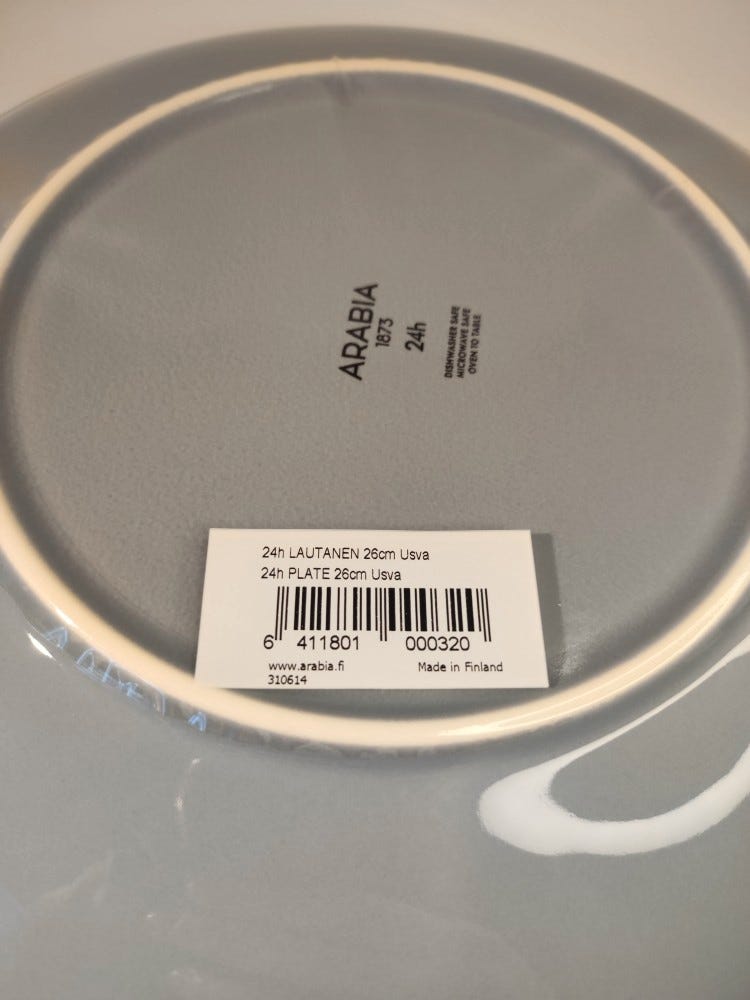 ARABIA
1873
24h
DISHWASHER SAFE
MICROWAVE SAFE
OVEN TO TABLE
24h LAUTANEN 26cm Usva
24h PLATE 26cm Usva
6 411801 000320
www.arabia.fi Made in Finland
310614